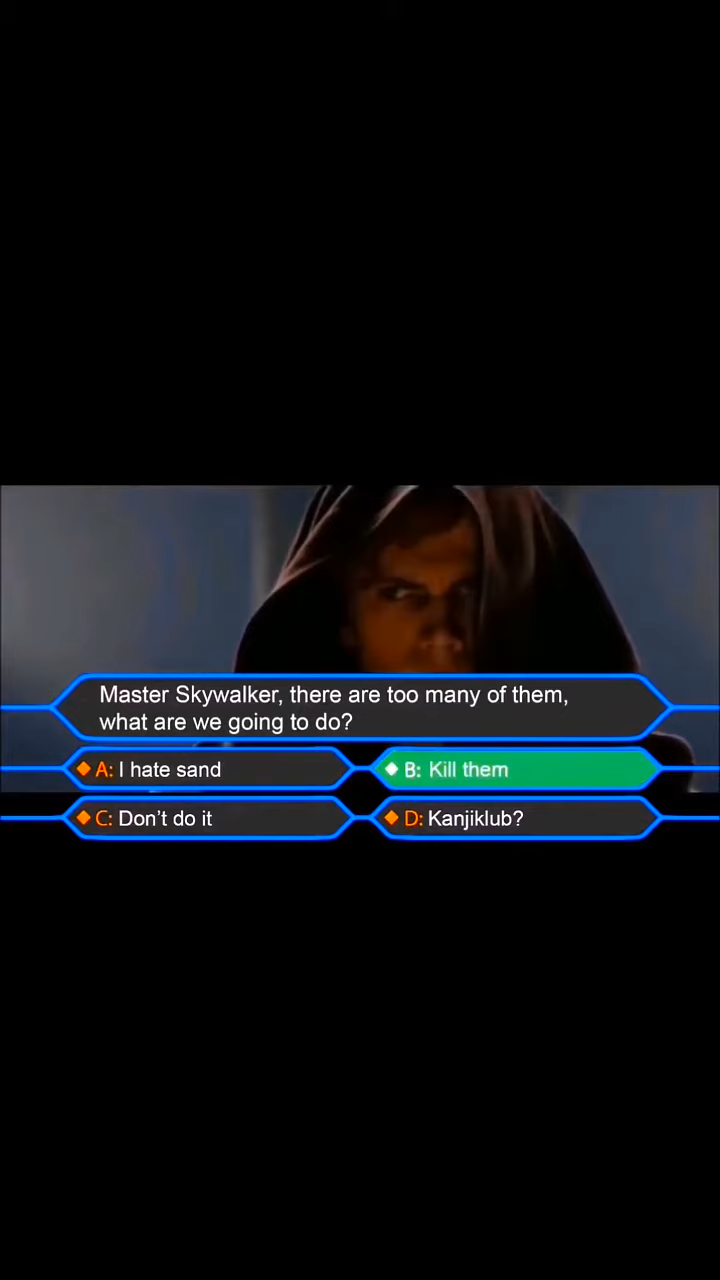 Master Skywalker, there are too many of them,
what are we going to do?
A: I hate sand
B: Kill them
C: Don't do it
D: Kanjiklub?